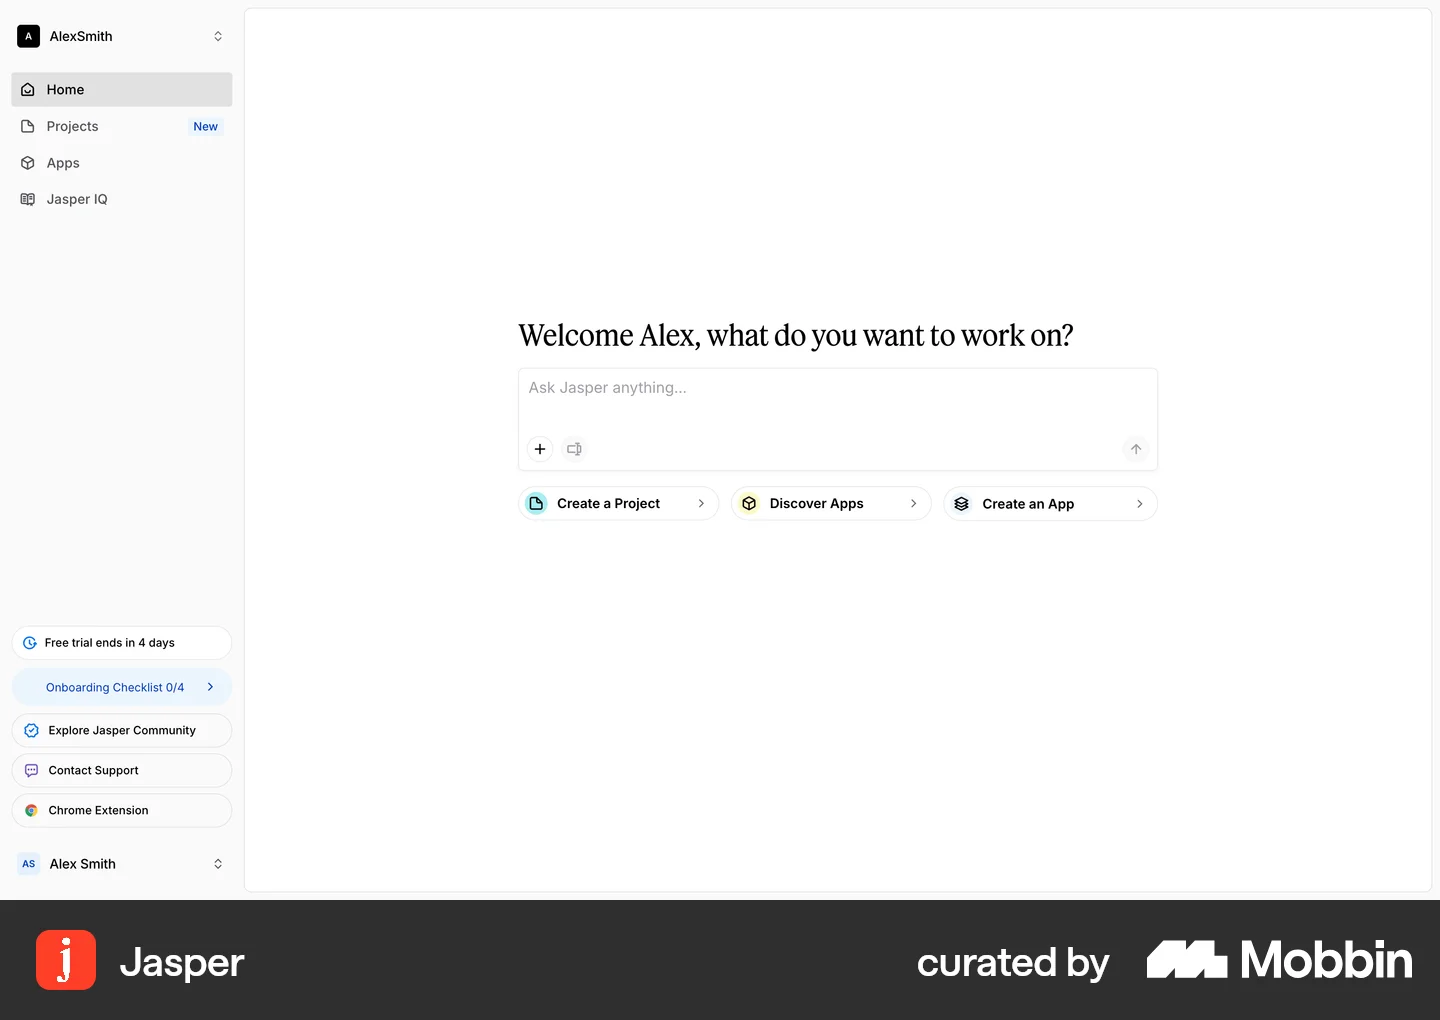 A AlexSmith
Home
Projects New
Apps
Jasper IQ
Welcome Alex, what do you want to work on?
Ask Jasper anything...
Create a Project
Discover Apps
Create an App
Free trial ends in 4 days
Onboarding Checklist 0/4
Explore Jasper Community
Contact Support
Chrome Extension
AS Alex Smith
j Jasper
curated by Mobbin